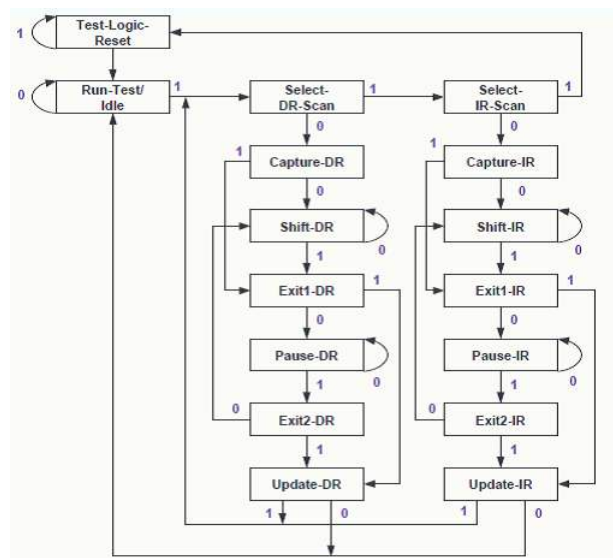 Test-Logic-
Reset
1
Run-Test/
Idle
0
1
Select-
DR-Scan
1
Select-
IR-Scan
1
0
0
1
Capture-DR
1
Capture-IR
0
0
Shift-DR
0
Shift-IR
0
1
1
Exit1-DR
1
Exit1-IR
1
0
0
Pause-DR
0
Pause-IR
0
1
1
0
Exit2-DR
0
Exit2-IR
1
1
Update-DR
Update-IR
1
0
1
0